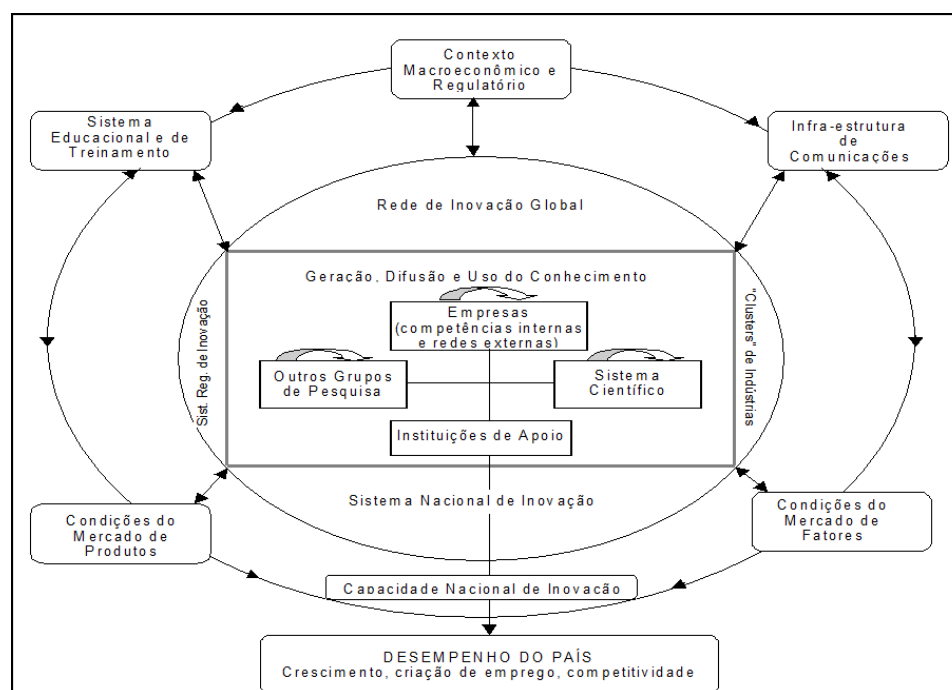 Contexto
Macroeconômico e
Regulatório
Sistema
Educacional e de
Treinamento
Infra-estrutura
de
Comunicações
Rede de Inovação Global
Geração, Difusão e Uso do Conhecimento
Empresas
(competências internas
e redes externas)
Outros Grupos
de Pesquisa
Sistema
Científico
Instituições de Apoio
Sist. Reg. de Inovação
"Clusters" de Indústrias
Sistema Nacional de Inovação
Condições do
Mercado de
Produtos
Condições do
Mercado de
Fatores
Capacidade Nacional de Inovação
DESEMPENHO DO PAÍS
Crescimento, criação de emprego, competitividade